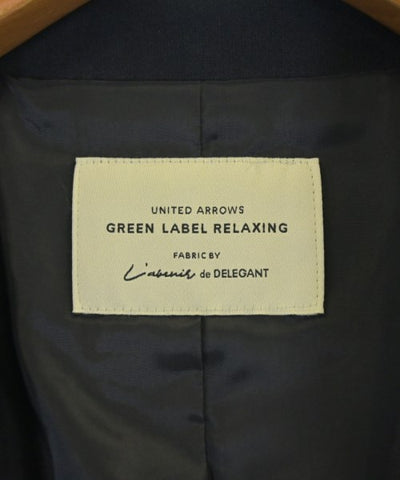 UNITED ARROWS
GREEN LABEL RELAXING
FABRIC BY
L'avenir de DELEGANT